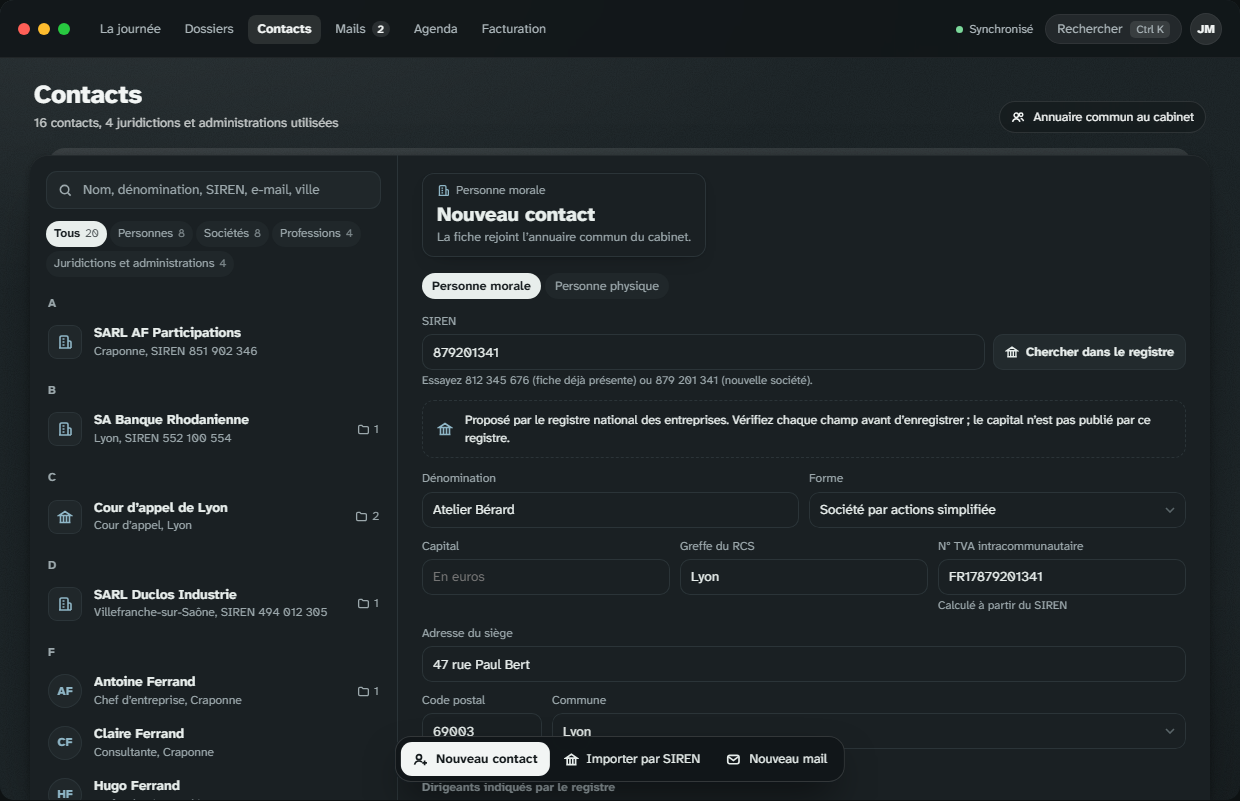 La journée
Dossiers
Contacts
Mails 2
Agenda
Facturation
Synchronisé
Rechercher Ctrl K
JM
Contacts
16 contacts, 4 juridictions et administrations utilisées
Annuaire commun au cabinet
Nom, dénomination, SIREN, e-mail, ville
Tous 20
Personnes 8
Sociétés 8
Professions 4
Juridictions et administrations 4
A
SARL AF Participations
Craponne, SIREN 851 902 346
B
SA Banque Rhodanienne
Lyon, SIREN 552 100 554
1
C
Cour d'appel de Lyon
Cour d'appel, Lyon
2
D
SARL Duclos Industrie
Villefranche-sur-Saône, SIREN 494 012 305
1
F
AF
Antoine Ferrand
Chef d'entreprise, Craponne
1
CF
Claire Ferrand
Consultante, Craponne
HF
Hugo Ferrand
Personne morale
Nouveau contact
La fiche rejoint l'annuaire commun du cabinet.
Personne morale
Personne physique
SIREN
879201341
Chercher dans le registre
Essayez 812 345 676 (fiche déjà présente) ou 879 201 341 (nouvelle société).
Proposé par le registre national des entreprises. Vérifiez chaque champ avant d'enregistrer ; le capital n'est pas publié par ce
registre.
Dénomination
Forme
Atelier Bérard
Société par actions simplifiée
Capital
Greffe du RCS
N° TVA intracommunautaire
En euros
Lyon
FR17879201341
Calculé à partir du SIREN
Adresse du siège
47 rue Paul Bert
Code postal
Commune
69003
Lyon
Nouveau contact
Importer par SIREN
Nouveau mail
Dirigeants indiqués par le registre